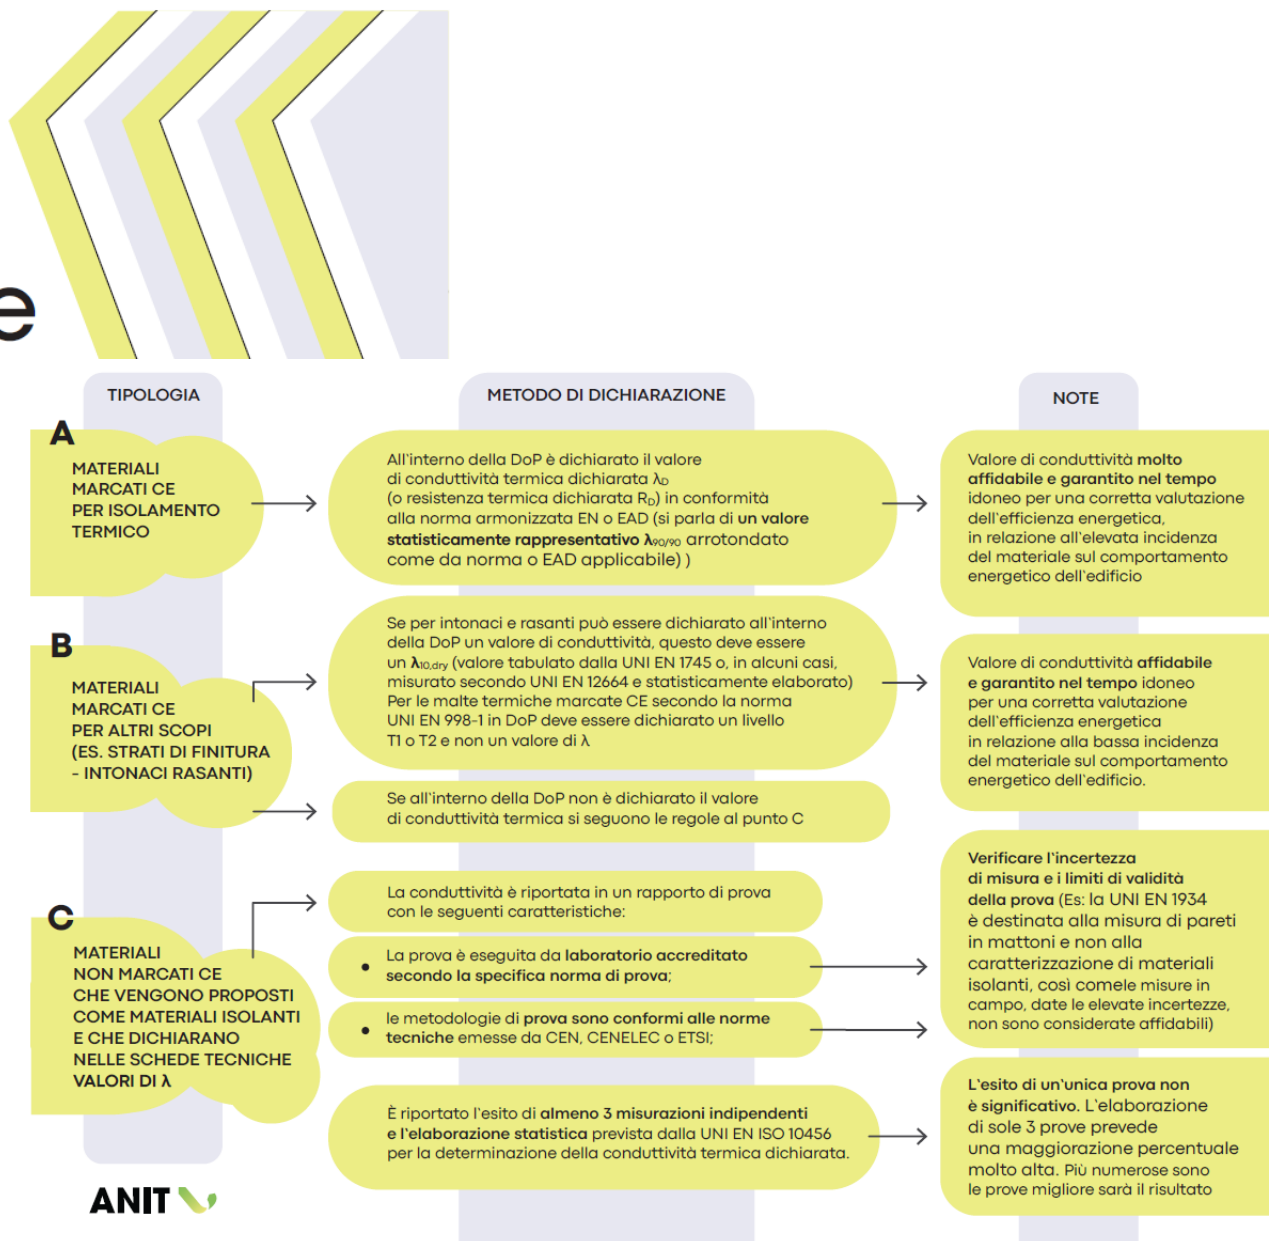 e
TIPOLOGIA
METODO DI DICHIARAZIONE
NOTE
A
MATERIALI
MARCATI CE
PER ISOLAMENTO
TERMICO
All'interno della DoP è dichiarato il valore
di conduttività termica dichiarata λD
(o resistenza termica dichiarata RD) in conformità
alla norma armonizzata EN o EAD (si parla di un valore
statisticamente rappresentativo λ90/90 arrotondato
come da norma o EAD applicabile) )
Valore di conduttività molto
affidabile e garantito nel tempo
idoneo per una corretta valutazione
dell'efficienza energetica,
in relazione all'elevata incidenza
del materiale sul comportamento
energetico dell'edificio
B
MATERIALI
MARCATI CE
PER ALTRI SCOPI
(ES. STRATI DI FINITURA
- INTONACI RASANTI)
Se per intonaci e rasanti può essere dichiarato all'interno
della DoP un valore di conduttività, questo deve essere
un λ10,dry (valore tabulato dalla UNI EN 1745 o, in alcuni casi,
misurato secondo UNI EN 12664 e statisticamente elaborato)
Per le malte termiche marcate CE secondo la norma
UNI EN 998-1 in DoP deve essere dichiarato un livello
T1 o T2 e non un valore di λ
Valore di conduttività affidabile
e garantito nel tempo idoneo
per una corretta valutazione
dell'efficienza energetica
in relazione alla bassa incidenza
del materiale sul comportamento
energetico dell'edificio.
Se all'interno della DoP non è dichiarato il valore
di conduttività termica si seguono le regole al punto C
C
MATERIALI
NON MARCATI CE
CHE VENGONO PROPOSTI
COME MATERIALI ISOLANTI
E CHE DICHIARANO
NELLE SCHEDE TECNICHE
VALORI DI λ
La conduttività è riportata in un rapporto di prova
con le seguenti caratteristiche:
• La prova è eseguita da laboratorio accreditato
secondo la specifica norma di prova;
• le metodologie di prova sono conformi alle norme
tecniche emesse da CEN, CENELEC o ETSI;
Verificare l'incertezza
di misura e i limiti di validità
della prova (Es: la UNI EN 1934
è destinata alla misura di pareti
in mattoni e non alla
caratterizzazione di materiali
isolanti, così comele misure in
campo, date le elevate incertezze,
non sono considerate affidabili)
È riportato l'esito di almeno 3 misurazioni indipendenti
e l'elaborazione statistica prevista dalla UNI EN ISO 10456
per la determinazione della conduttività termica dichiarata.
L'esito di un'unica prova non
è significativo. L'elaborazione
di sole 3 prove prevede
una maggiorazione percentuale
molto alta. Più numerose sono
le prove migliore sarà il risultato
ANIT